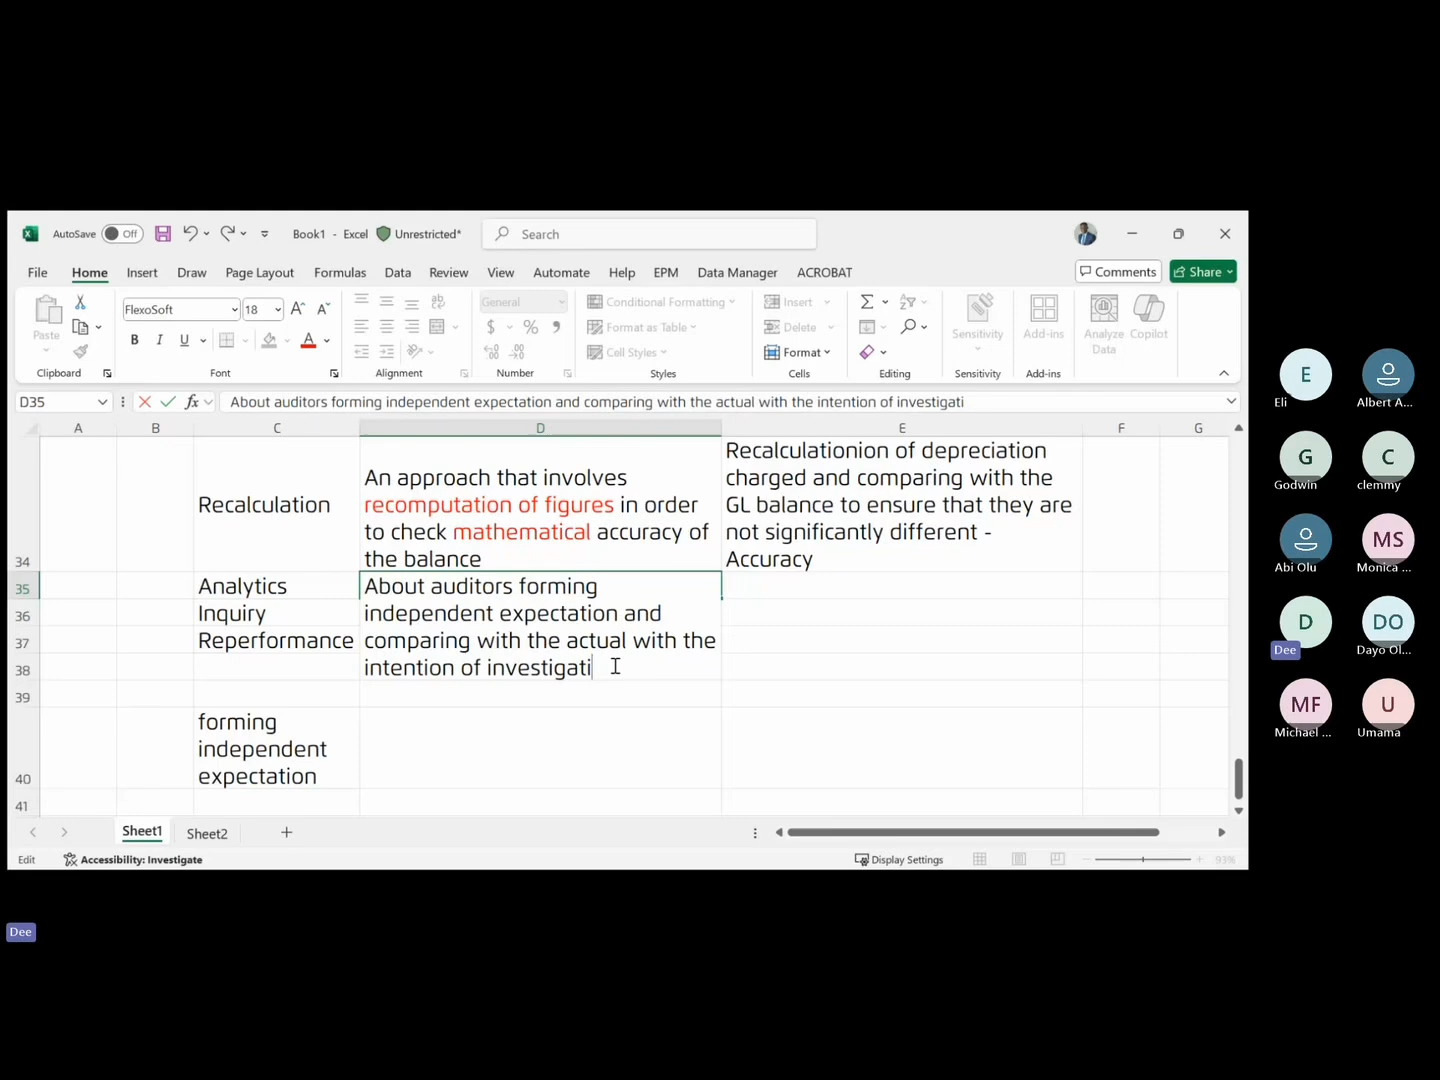 AutoSave Off Book1 - Excel Unrestricted* Search
File Home Insert Draw Page Layout Formulas Data Review View Automate Help EPM Data Manager ACROBAT Comments Share
Paste FlexoSoft 18 A^ A˅ General Conditional Formatting Insert Σ
B I U A $ % 9 Format as Table Delete Sensitivity Add-ins Analyze Data Copilot
Cell Styles Format
Clipboard Font Alignment Number Styles Cells Editing Sensitivity Add-ins
D35 fx About auditors forming independent expectation and comparing with the actual with the intention of investigati
A B C D E F G
34 Recalculation
An approach that involves
recomputation of figures in order
to check mathematical accuracy of
the balance
Recalculationion of depreciation
charged and comparing with the
GL balance to ensure that they are
not significantly different -
Accuracy
35 Analytics
About auditors forming
independent expectation and
comparing with the actual with the
intention of investigati
36 Inquiry
37 Reperformance
38
39
40
forming
independent
expectation
41
Sheet1 Sheet2 +
Edit Accessibility: Investigate Display Settings - + 93%
E
Eli
Albert A...
G
Godwin
C
clemmy
Abi Olu
MS
Monica ...
D
Dee
DO
Dayo Ol...
MF
Michael ...
U
Umama
Dee